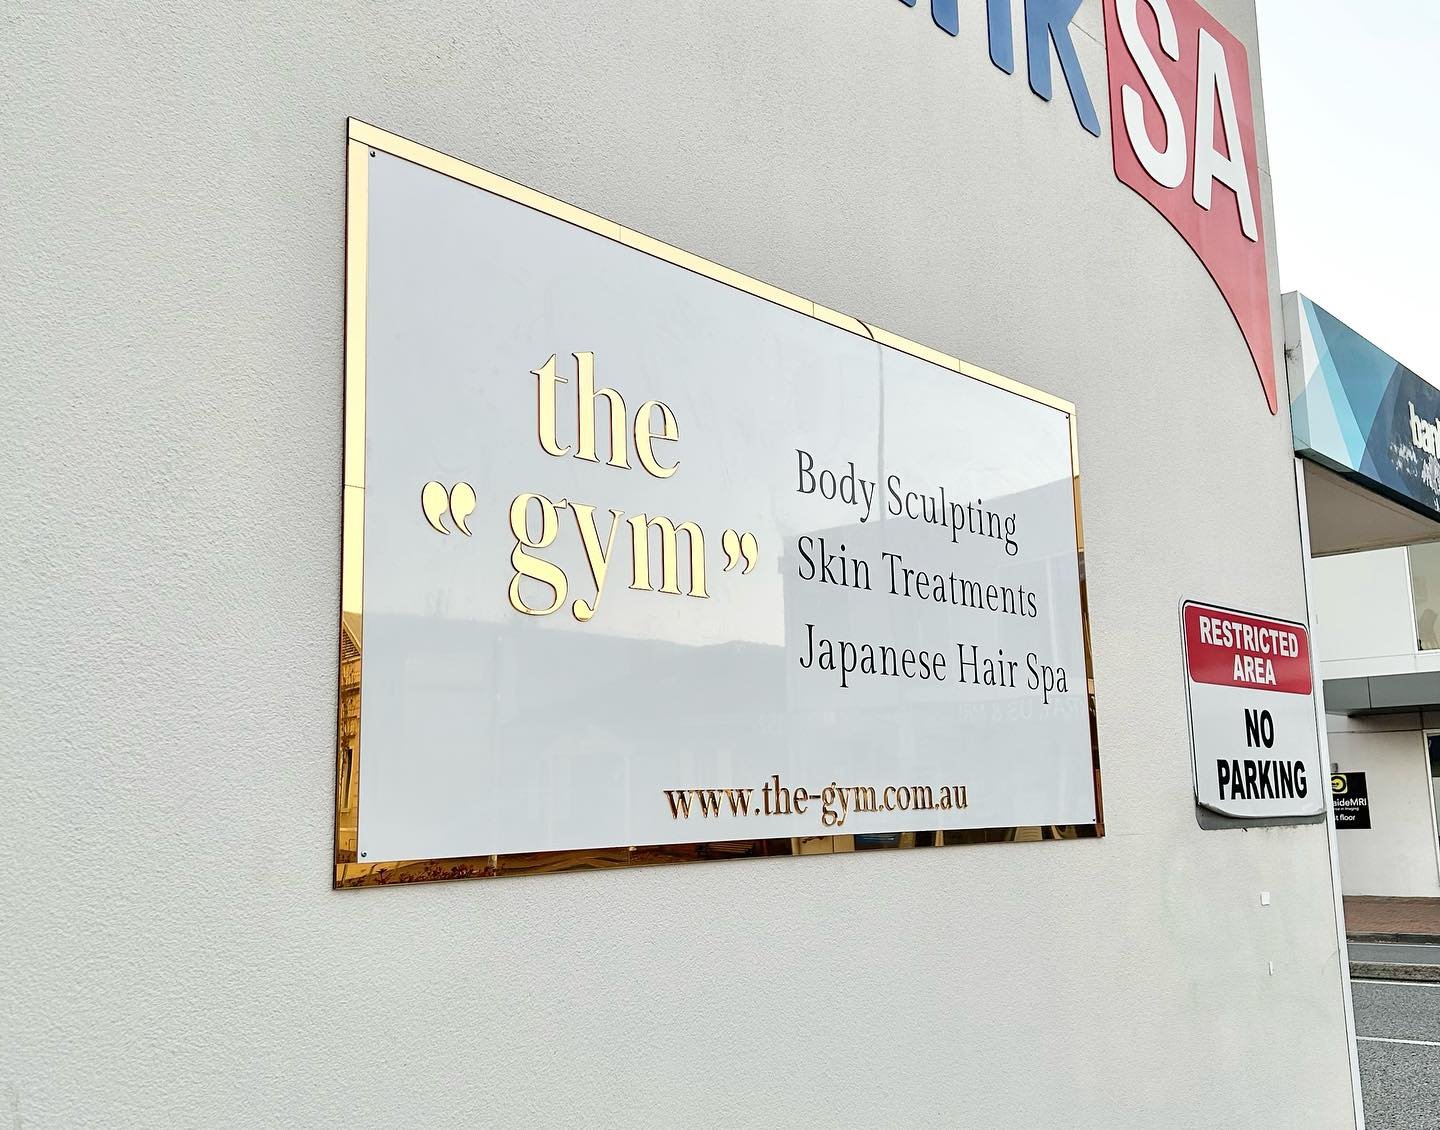 SA
the
❟❟ gym ❜❜
Body Sculpting
Skin Treatments
Japanese Hair Spa
www.the-gym.com.au
RESTRICTED
AREA
NO
PARKING
aideMRI